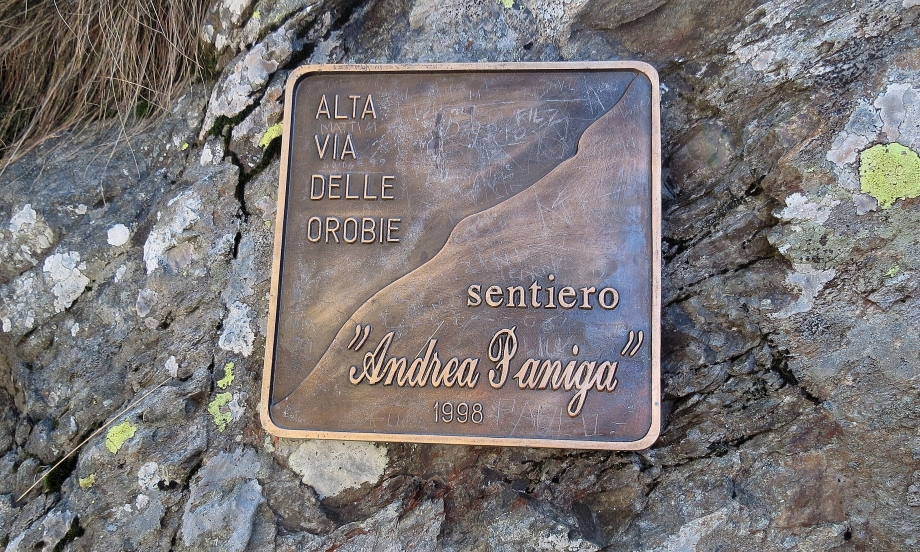 ALTA
VIA
DELLE
OROBIE
sentiero
"Andrea Paniga"
1998